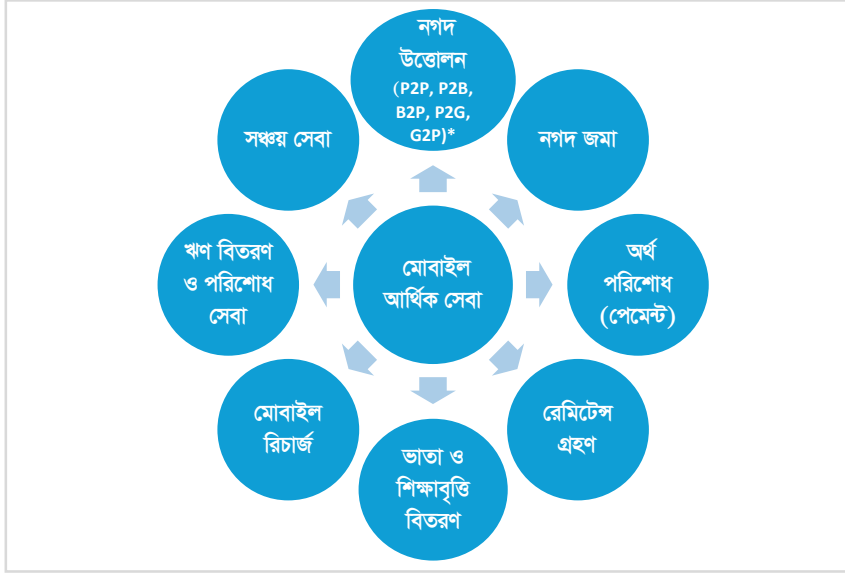 নগদ
উত্তোলন
(P2P, P2B,
B2P, P2G,
G2P)*
নগদ জমা
অর্থ
পরিশোধ
(পেমেন্ট)
রেমিটেন্স
গ্রহণ
ভাতা ও
শিক্ষাবৃত্তি
বিতরণ
মোবাইল
রিচার্জ
ঋণ বিতরণ
ও পরিশোধ
সেবা
সঞ্চয় সেবা
মোবাইল
আর্থিক সেবা